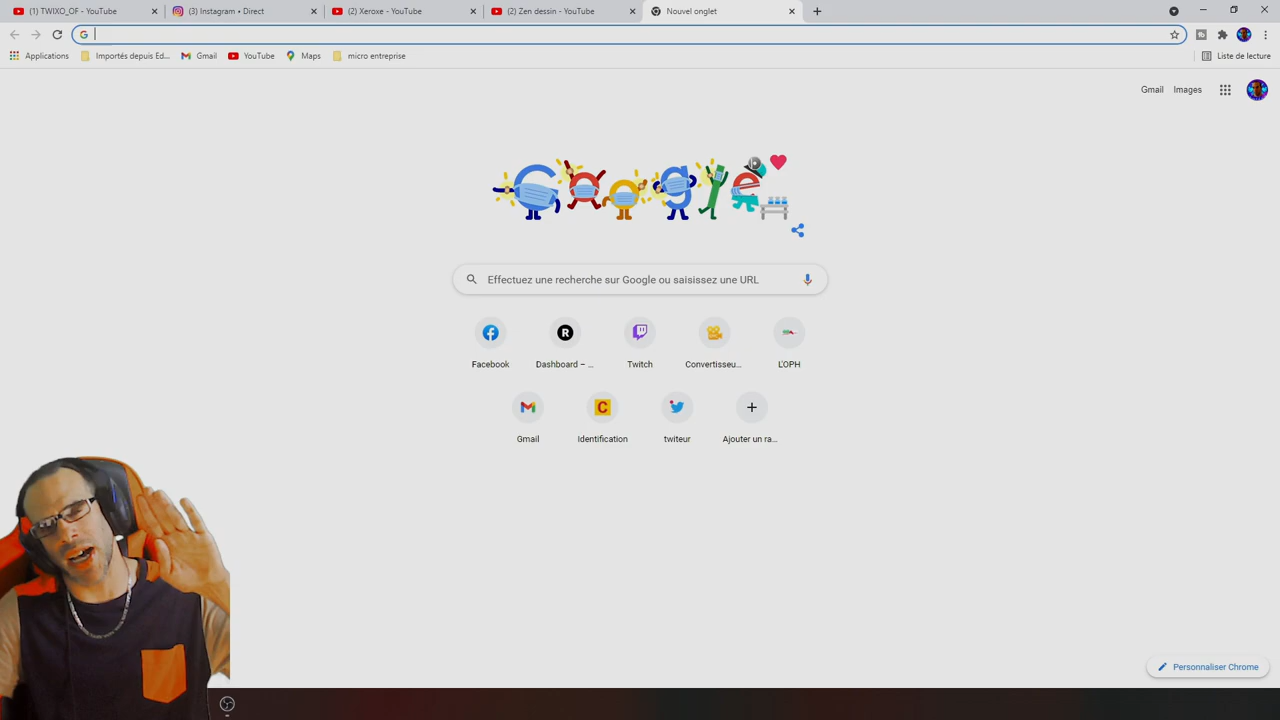 (1) TWIXO_OF - YouTube
(3) Instagram • Direct
(2) Xeroxe - YouTube
(2) Zen dessin - YouTube
Nouvel onglet
Applications
Importés depuis Ed...
Gmail
YouTube
Maps
micro entreprise
Liste de lecture
Gmail
Images
Google
Effectuez une recherche sur Google ou saisissez une URL
Facebook
R
Dashboard – ...
Twitch
Convertisseu...
L'OPH
Gmail
C
Identification
twiteur
Ajouter un ra...
Personnaliser Chrome